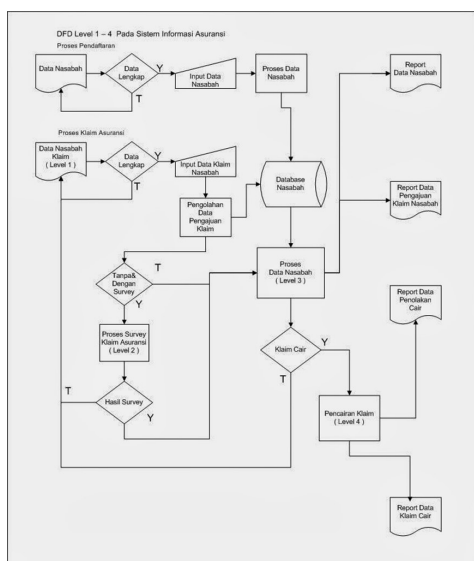 DFD Level 1 – 4 Pada Sistem Informasi Asuransi
Proses Pendaftaran
Data Nasabah
Data
Lengkap
Y
T
Input Data
Nasabah
Proses Data
Nasabah
Report
Data Nasabah
Proses Klaim Asuransi
Data Nasabah
Klaim
( Level 1 )
Data
Lengkap
Y
T
Input Data Klaim
Nasabah
Database
Nasabah
Pengolahan
Data
Pengajuan
Klaim
Report Data
Pengajuan
Klaim Nasabah
Tanpa&
Dengan
Survey
T
Y
Proses
Data Nasabah
( Level 3 )
Report Data
Penolakan
Cair
Proses Survey
Klaim Asuransi
( Level 2 )
Klaim Cair
Y
T
Hasil Survey
T
Y
Pencairan Klaim
( Level 4 )
Report Data
Klaim Cair